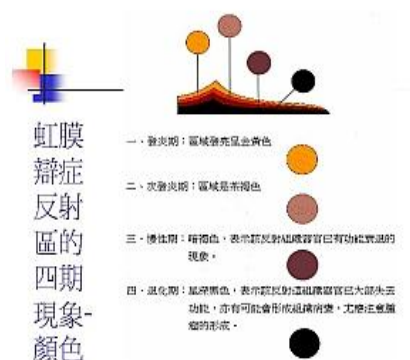 虹膜
辯症
反射
區的
四期
現象-
顏色
一、發炎期：區域發亮呈金黃色
二、次發炎期：區域是茶褐色
三、慢性期：暗褐色，表示該反射組織器官已有功能衰退的
現象。
四、退化期：呈深黑色，表示該反射這組織器官已大部失去
功能，亦有可能會形成組織病變，尤應注意腫
瘤的形成。